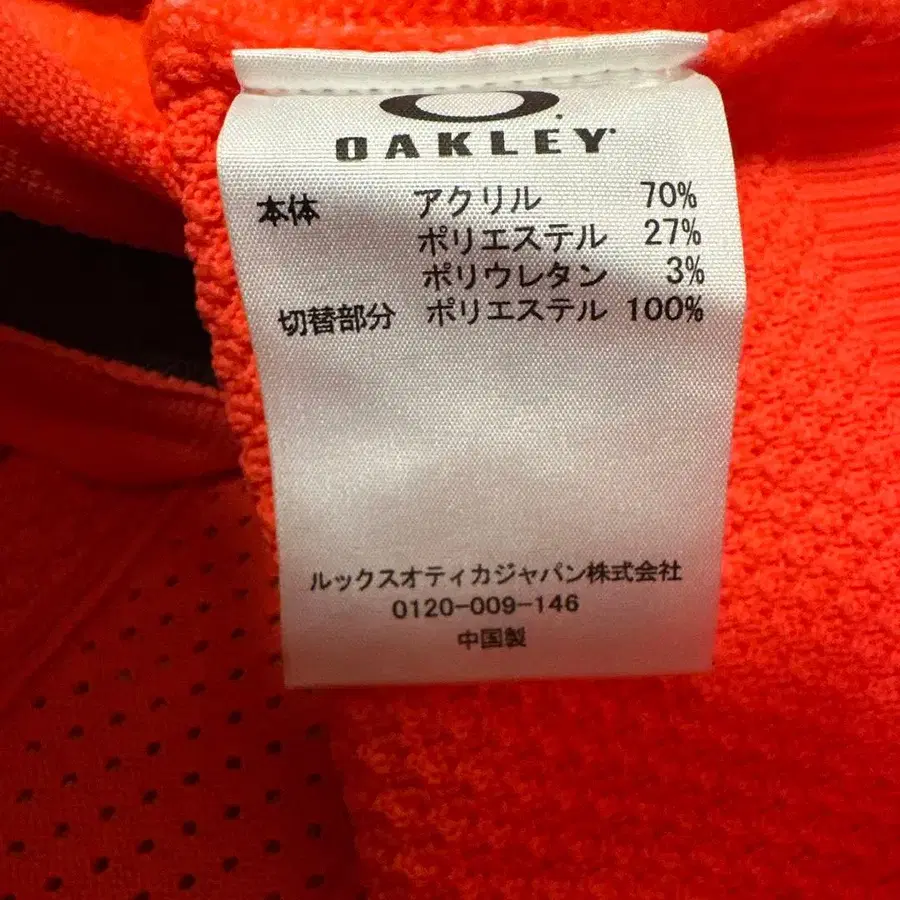 OAKLEY
本体 アクリル 70%
ポリエステル 27%
ポリウレタン 3%
切替部分 ポリエステル 100%
ルックスオティカジャパン株式会社
0120-009-146
中国製